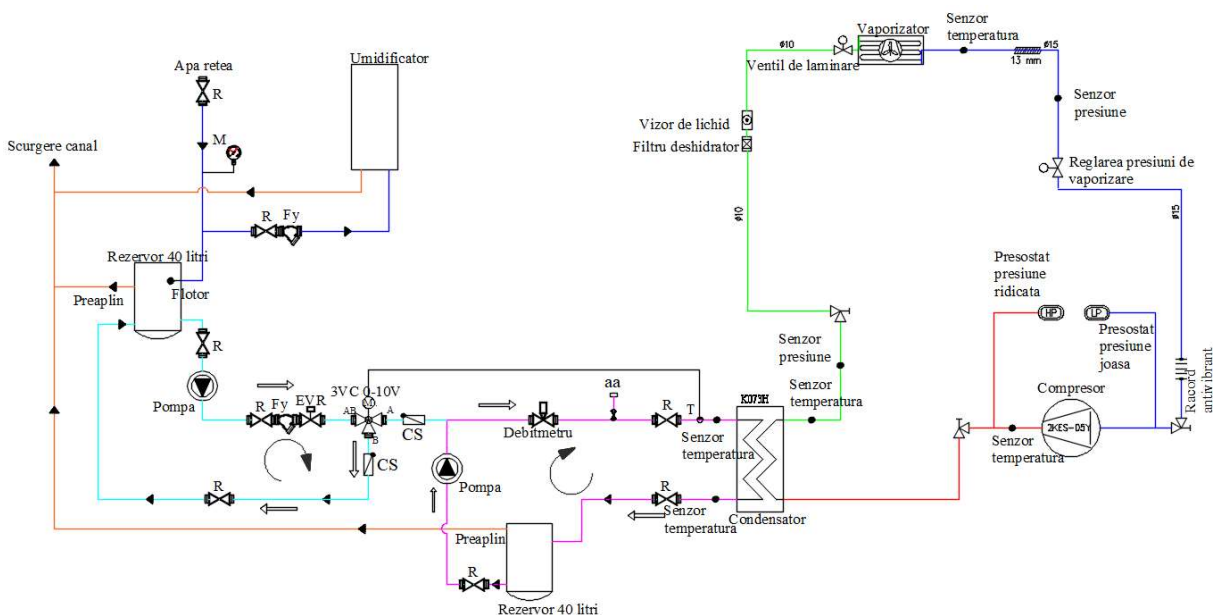 Vaporizator
Senzor
temperatura
ø10
Ventil de laminare
13 mm
ø15
Umidificator
Apa retea
R
M
Senzor
presiune
Vizor de lichid
Filtru deshidrator
Scurgere canal
Reglarea presiuni de
vaporizare
ø10
ø15
R
Fy
Rezervor 40 litri
Preaplin
Flotor
Presostat
presiune
ridicata
HP
LP
Presostat
presiune
joasa
R
Senzor
presiune
3VC 0-10V
aa
Senzor
temperatura
Racord
antivibrant
Pompa
R
Fy
EVR
AB
M
A
B
CS
Debitmetru
R
T
Senzor
temperatura
K073H
Compresor
2KES-05Y
Senzor
temperatura
CS
Pompa
R
R
Senzor
temperatura
Condensator
Preaplin
R
Rezervor 40 litri